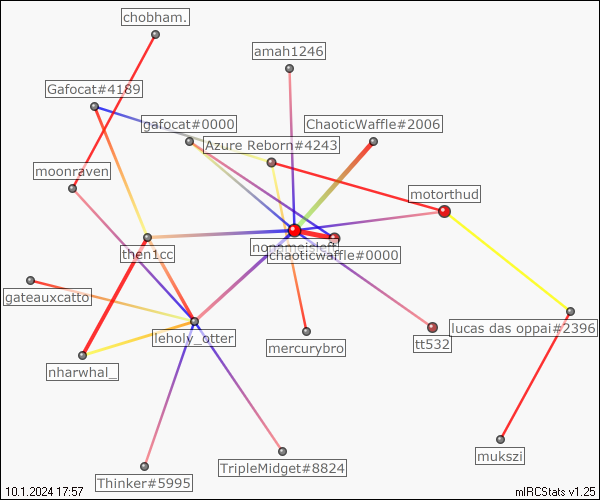 chobham.
amah1246
Gafocat#4189
gafocat#0000
ChaoticWaffle#2006
Azure Reborn#4243
moonraven
motorthud
then1cc
chaoticwaffle#0000
gateauxcatto
leholy_otter
mercurybro
tt532
lucas das oppai#2396
nharwhal_
mukszi
Thinker#5995
TripleMidget#8824
10.1.2024 17:57
mIRCStats v1.25